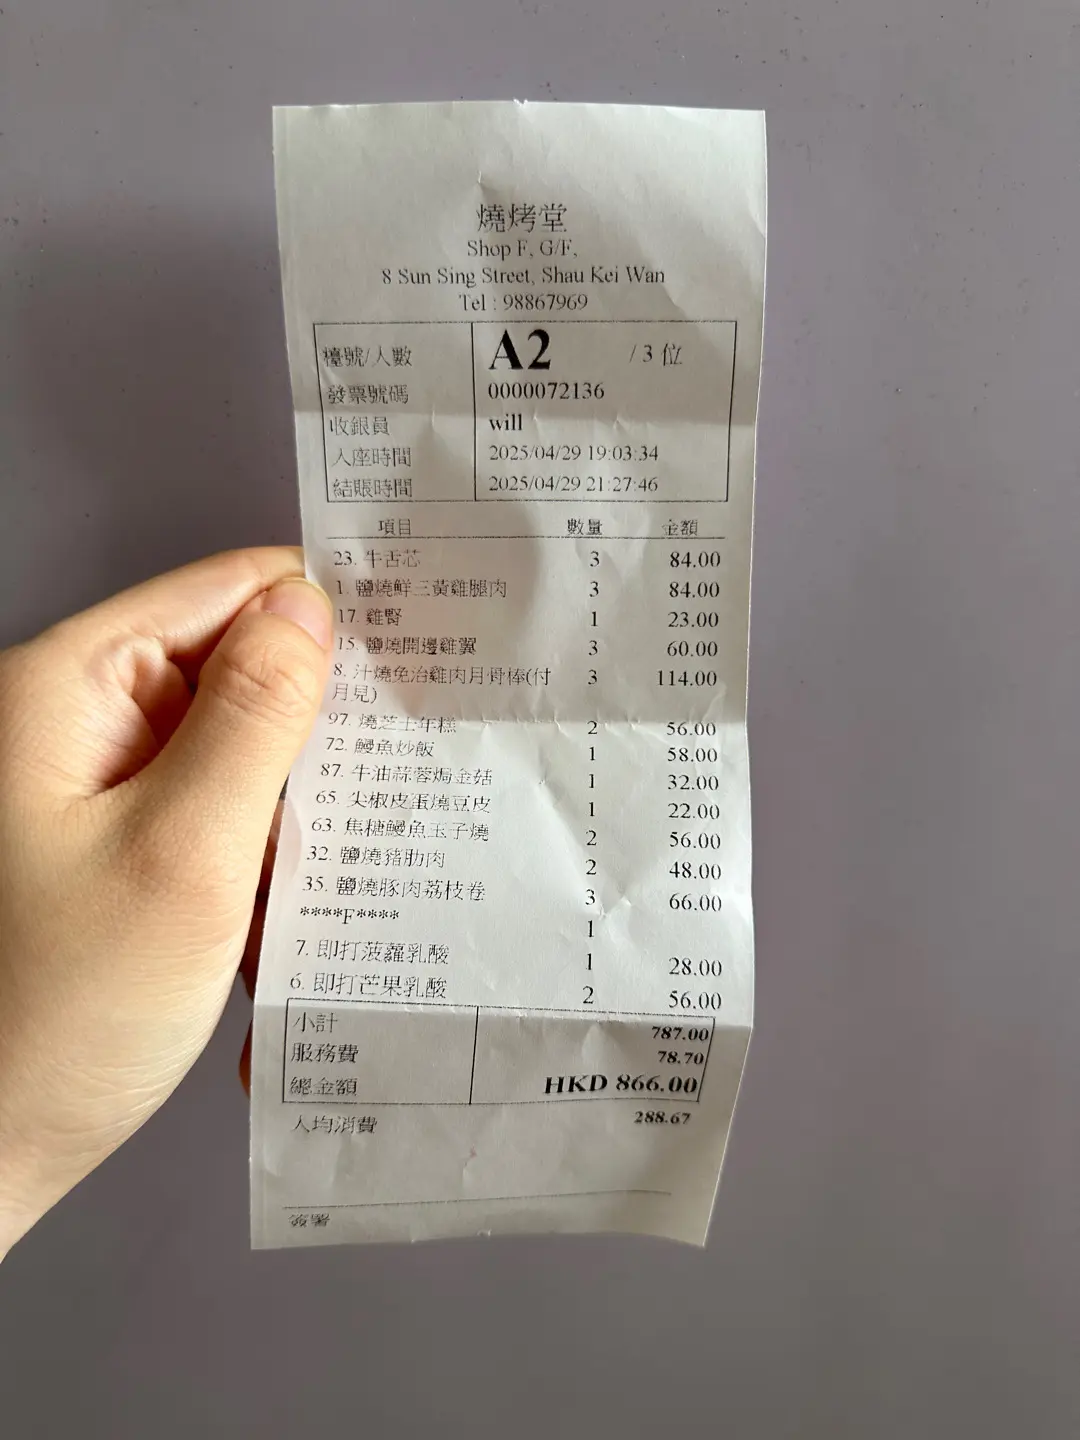 燒烤堂
Shop F, G/F,
8 Sun Sing Street, Shau Kei Wan
Tel : 98867969
檯號/人數 A2 / 3 位
發票號碼 0000072136
收銀員 will
入座時間 2025/04/29 19:03:34
結賬時間 2025/04/29 21:27:46
項目 數量 金額
23. 牛舌芯 3 84.00
1. 鹽燒鮮三黃雞腿肉 3 84.00
17. 雞腎 1 23.00
15. 鹽燒開邊雞翼 3 60.00
8. 汁燒免治雞肉月骨棒(付 3 114.00
月見)
97. 燒芝士年糕 2 56.00
72. 鰻魚炒飯 1 58.00
87. 牛油蒜蓉焗金菇 1 32.00
65. 尖椒皮蛋燒豆皮 1 22.00
63. 焦糖鰻魚玉子燒 2 56.00
32. 鹽燒豬肋肉 2 48.00
35. 鹽燒豚肉荔枝卷 3 66.00
****F**** 1
7. 即打菠蘿乳酸 1 28.00
6. 即打芒果乳酸 2 56.00
小計 787.00
服務費 78.70
總金額 HKD 866.00
人均消費 288.67
簽署